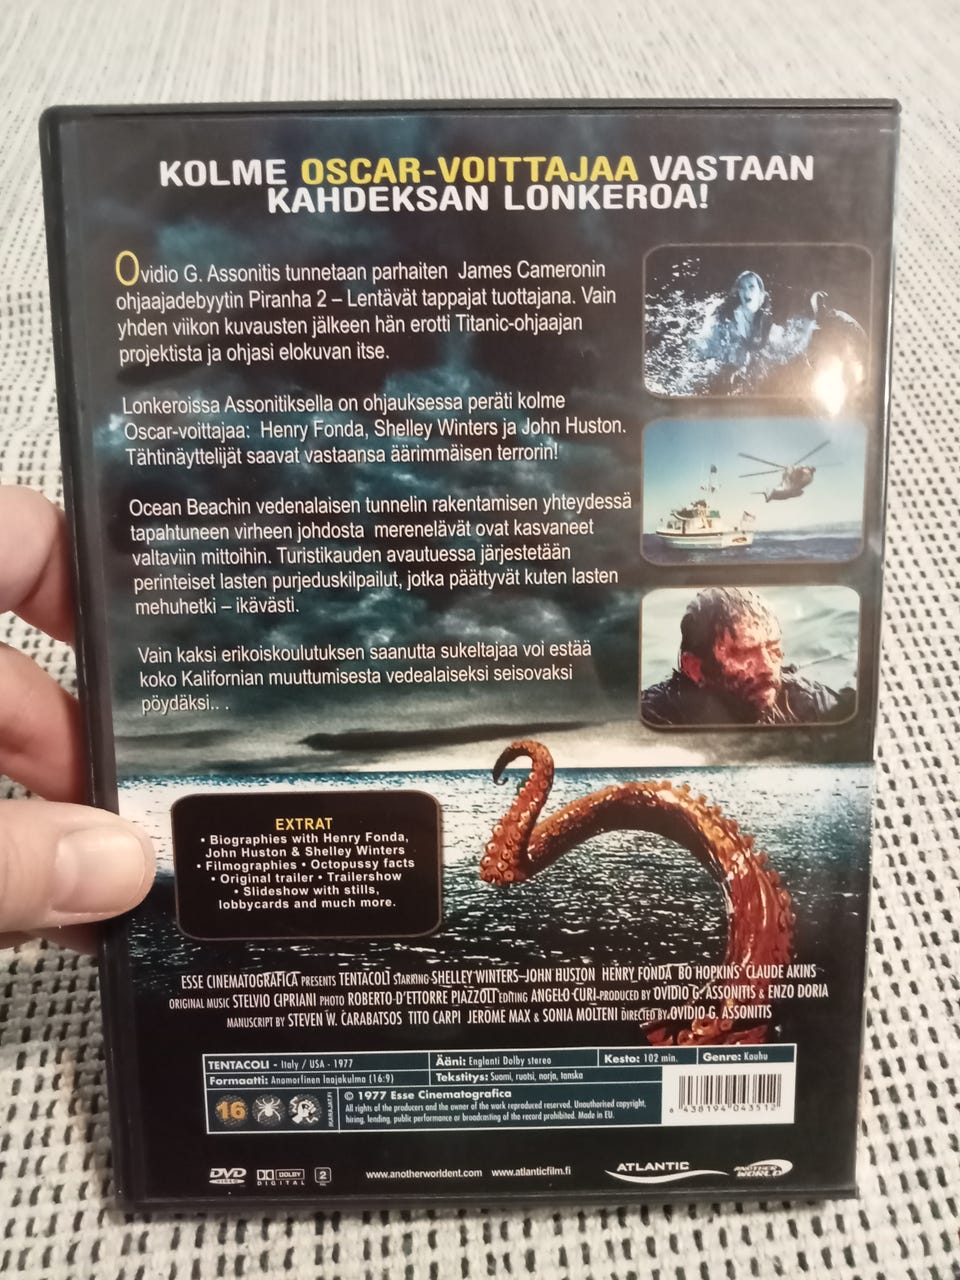 KOLME OSCAR-VOITTAJAA VASTAAN
KAHDEKSAN LONKEROA!
Ovidio G. Assonitis tunnetaan parhaiten James Cameronin
ohjaajadebyytin Piranha 2 – Lentävät tappajat tuottajana. Vain
yhden viikon kuvausten jälkeen hän erotti Titanic-ohjaajan
projektista ja ohjasi elokuvan itse.
Lonkeroissa Assonitiksella on ohjauksessa peräti kolme
Oscar-voittajaa: Henry Fonda, Shelley Winters ja John Huston.
Tähtinäyttelijät saavat vastaansa äärimmäisen terrorin!
Ocean Beachin vedenalaisen tunnelin rakentamisen yhteydessä
tapahtuneen virheen johdosta merenelävät ovat kasvaneet
valtaviin mittoihin. Turistikauden avautuessa järjestetään
perinteiset lasten purjeduskilpailut, jotka päättyvät kuten lasten
mehuhetki – ikävästi.
Vain kaksi erikoiskoulutuksen saanutta sukeltajaa voi estää
koko Kalifornian muuttumisesta vedealaiseksi seisovaksi
pöydäksi.. .
EXTRAT
• Biographies with Henry Fonda,
John Huston & Shelley Winters
• Filmographies • Octopussy facts
• Original trailer • Trailershow
• Slideshow with stills,
lobbycards and much more.
ESSE CINEMATOGRAFICA PRESENTS TENTACOLI STARRING SHELLEY WINTERS JOHN HUSTON HENRY FONDA BO HOPKINS CLAUDE AKINS
ORIGINAL MUSIC STELVIO CIPRIANI PHOTO ROBERTO D'ETTORRE PIAZZOLI EDITING ANGELO CURI PRODUCED BY OVIDIO G. ASSONITIS & ENZO DORIA
MANUSCRIPT BY STEVEN W. CARABATSOS TITO CARPI JEROME MAX & SONIA MOLTENI DIRECTED BY OVIDIO G. ASSONITIS
TENTACOLI - Italy / USA - 1977
Ääni: Englanti Dolby stereo
Kesto: 102 min.
Genre: Kauhu
Formaatti: Anamorfinen laajakulma (16:9)
Tekstitys: Suomi, ruotsi, norja, tanska
16
IKARAJAT.FI
© 1977 Esse Cinematografica
All rights of the producers and the owner of the work reproduced reserved. Unauthorised copyright,
hiring, lending, public performance or broadcasting of the record prohibited. Made in EU.
6 438194 043512
DVD
VIDEO
DOLBY
DIGITAL
2
www.anotherworldent.com www.atlanticfilm.fi
ATLANTIC
ANOTHER
WORLD